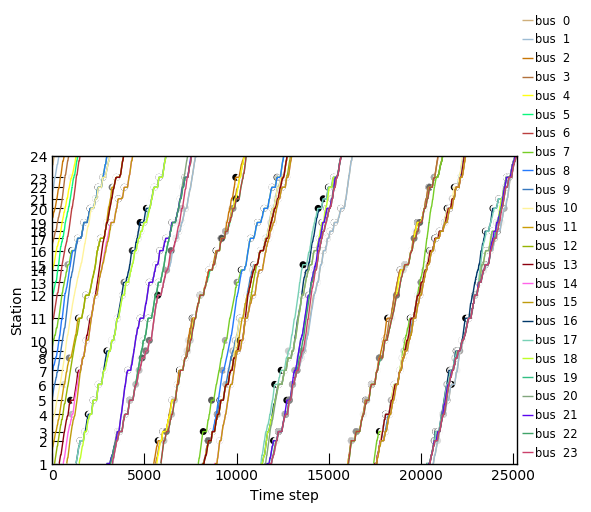 bus 0
bus 1
bus 2
bus 3
bus 4
bus 5
bus 6
bus 7
bus 8
bus 9
bus 10
bus 11
bus 12
bus 13
bus 14
bus 15
bus 16
bus 17
bus 18
bus 19
bus 20
bus 21
bus 22
bus 23
Station
24
23
22
21
20
19
18
17
16
15
13
12
11
10
9
8
7
6
5
4
3
2
1
0 5000 10000 15000 20000 25000
Time step